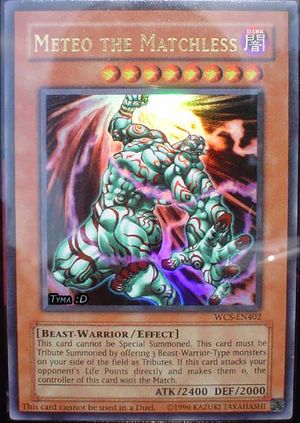 METEO THE MATCHLESS
DARK
闇
TYMA :D
WCS-EN402
[BEAST-WARRIOR/EFFECT]
This card cannot be Special Summoned. This card must be
Tribute Summoned by offering 3 Beast-Warrior-Type monsters
on your side of the field as Tributes. If this card attacks your
opponent's Life Points directly and makes them 0, the
controller of this card wins the Match.
ATK/2400 DEF/2000
This card cannot be used in a Duel. ©1996 KAZUKI TAKAHASHI